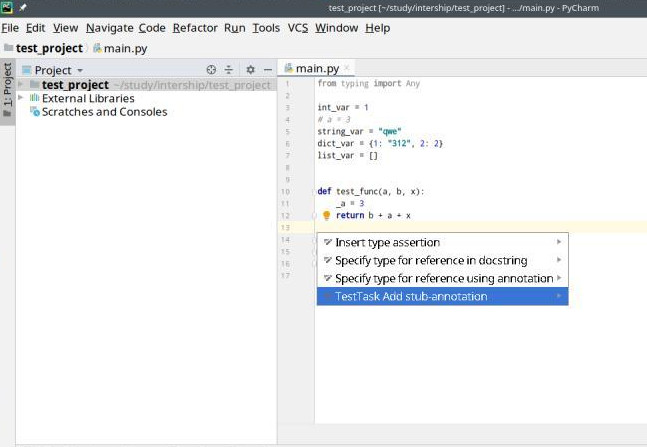 test_project [~/study/intership/test_project] - .../main.py - PyCharm
File Edit View Navigate Code Refactor Run Tools VCS Window Help
test_project main.py
1: Project
Project
test_project ~/study/intership/test_project
External Libraries
Scratches and Consoles
main.py
1 from typing import Any
2
3 int_var = 1
4 # a = 3
5 string_var = "qwe"
6 dict_var = {1: "312", 2: 2}
7 list_var = []
8
9
10 def test_func(a, b, x):
11 _a = 3
12 return b + a + x
13
14
15
16
17
Insert type assertion
Specify type for reference in docstring
Specify type for reference using annotation
TestTask Add stub-annotation